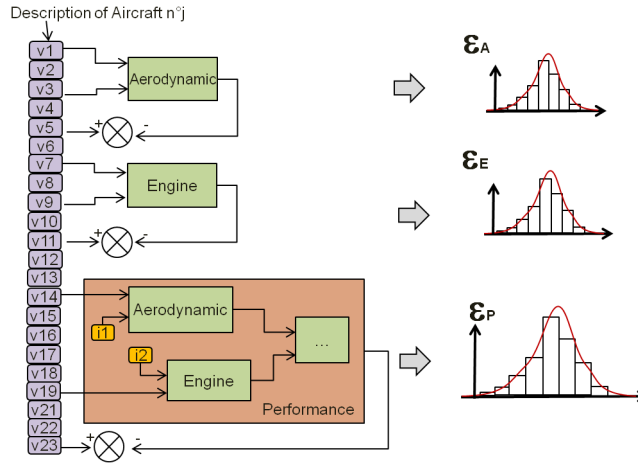 Description of Aircraft n°j
v1
v2
v3
v4
v5
v6
v7
v8
v9
v10
v11
v12
v13
v14
v15
v16
v17
v18
v19
v21
v22
v23
Aerodynamic
+
-
Engine
+
-
Aerodynamic
i1
i2
Engine
...
Performance
+
-
εA
εE
εP